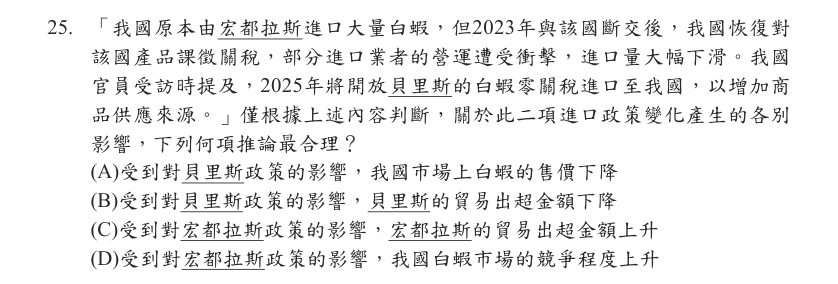 25. 「我國原本由宏都拉斯進口大量白蝦,但2023年與該國斷交後,我國恢復對
該國產品課徵關稅,部分進口業者的營運遭受衝擊,進口量大幅下滑。我國
官員受訪時提及,2025年將開放貝里斯的白蝦零關稅進口至我國,以增加商
品供應來源。」僅根據上述內容判斷,關於此二項進口政策變化產生的各別
影響,下列何項推論最合理?
(A)受到對貝里斯政策的影響,我國市場上白蝦的售價下降
(B)受到對貝里斯政策的影響,貝里斯的貿易出超金額下降
(C)受到對宏都拉斯政策的影響,宏都拉斯的貿易出超金額上升
(D)受到對宏都拉斯政策的影響,我國白蝦市場的競爭程度上升